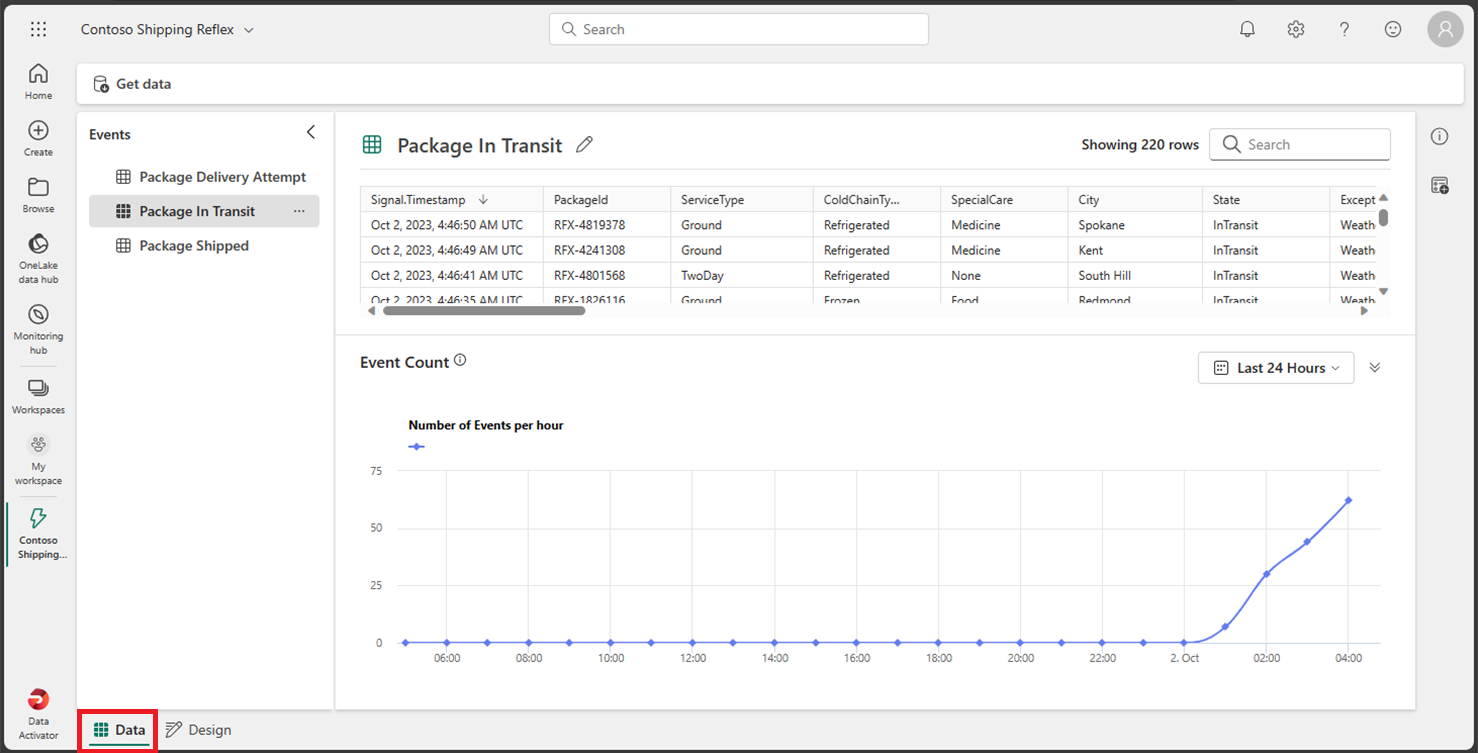 Contoso Shipping Reflex
Search
Home
Create
Browse
OneLake
data hub
Monitoring
hub
Workspaces
My
workspace
Contoso
Shipping...
Data
Activator
Get data
Events
Package Delivery Attempt
Package In Transit ...
Package Shipped
Package In Transit
Showing 220 rows
Search
Signal.Timestamp PackageId ServiceType ColdChainTy... SpecialCare City State Except
Oct 2, 2023, 4:46:50 AM UTC RFX-4819378 Ground Refrigerated Medicine Spokane InTransit Weath
Oct 2, 2023, 4:46:49 AM UTC RFX-4241308 Ground Refrigerated Medicine Kent InTransit Weath
Oct 2, 2023, 4:46:41 AM UTC RFX-4801568 TwoDay Refrigerated None South Hill InTransit Weath
Oct 2, 2023, 4:46:35 AM UTC RFX-1826116 Ground Frozen Food Redmond InTransit Weath
Event Count
Last 24 Hours
Number of Events per hour
75
50
25
0
06:00 08:00 10:00 12:00 14:00 16:00 18:00 20:00 22:00 2. Oct 02:00 04:00
Data
Design